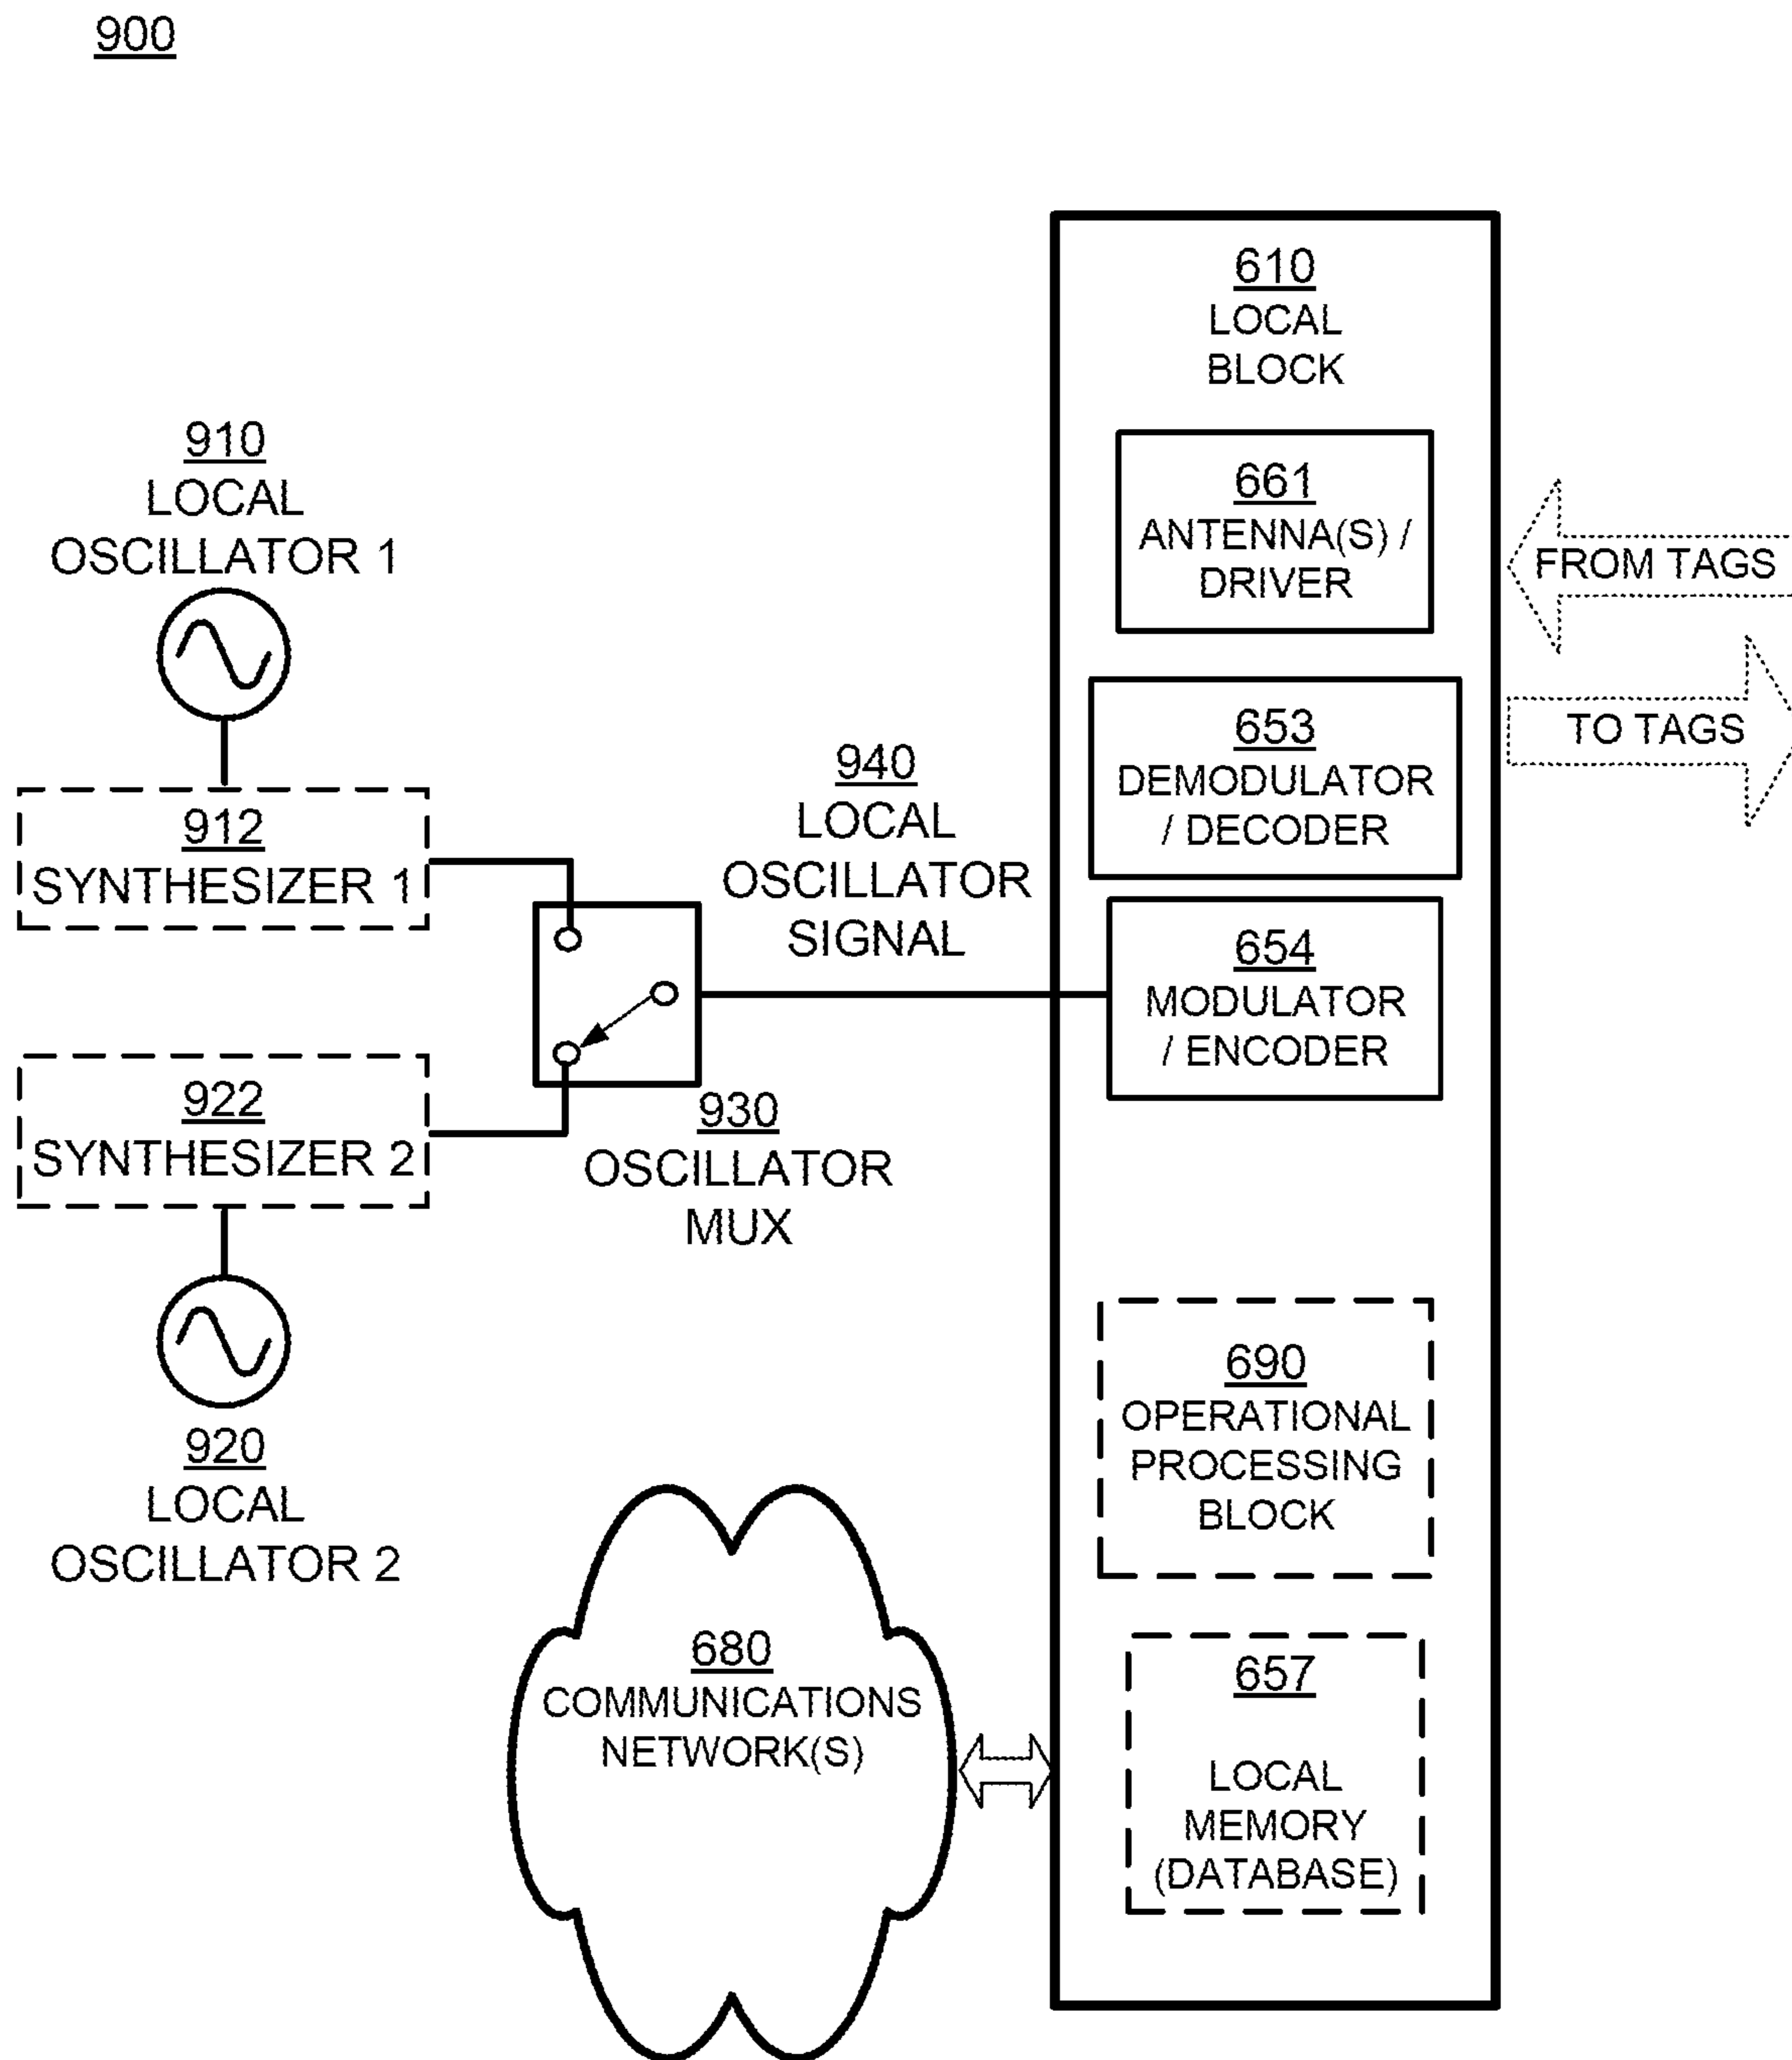 900
610
LOCAL
BLOCK
910
LOCAL
OSCILLATOR 1
661
ANTENNA(S) /
DRIVER
FROM TAGS
TO TAGS
912
SYNTHESIZER 1
940
LOCAL
OSCILLATOR
SIGNAL
653
DEMODULATOR
/ DECODER
654
MODULATOR
/ ENCODER
922
SYNTHESIZER 2
930
OSCILLATOR
MUX
920
LOCAL
OSCILLATOR 2
690
OPERATIONAL
PROCESSING
BLOCK
680
COMMUNICATIONS
NETWORK(S)
657
LOCAL
MEMORY
(DATABASE)